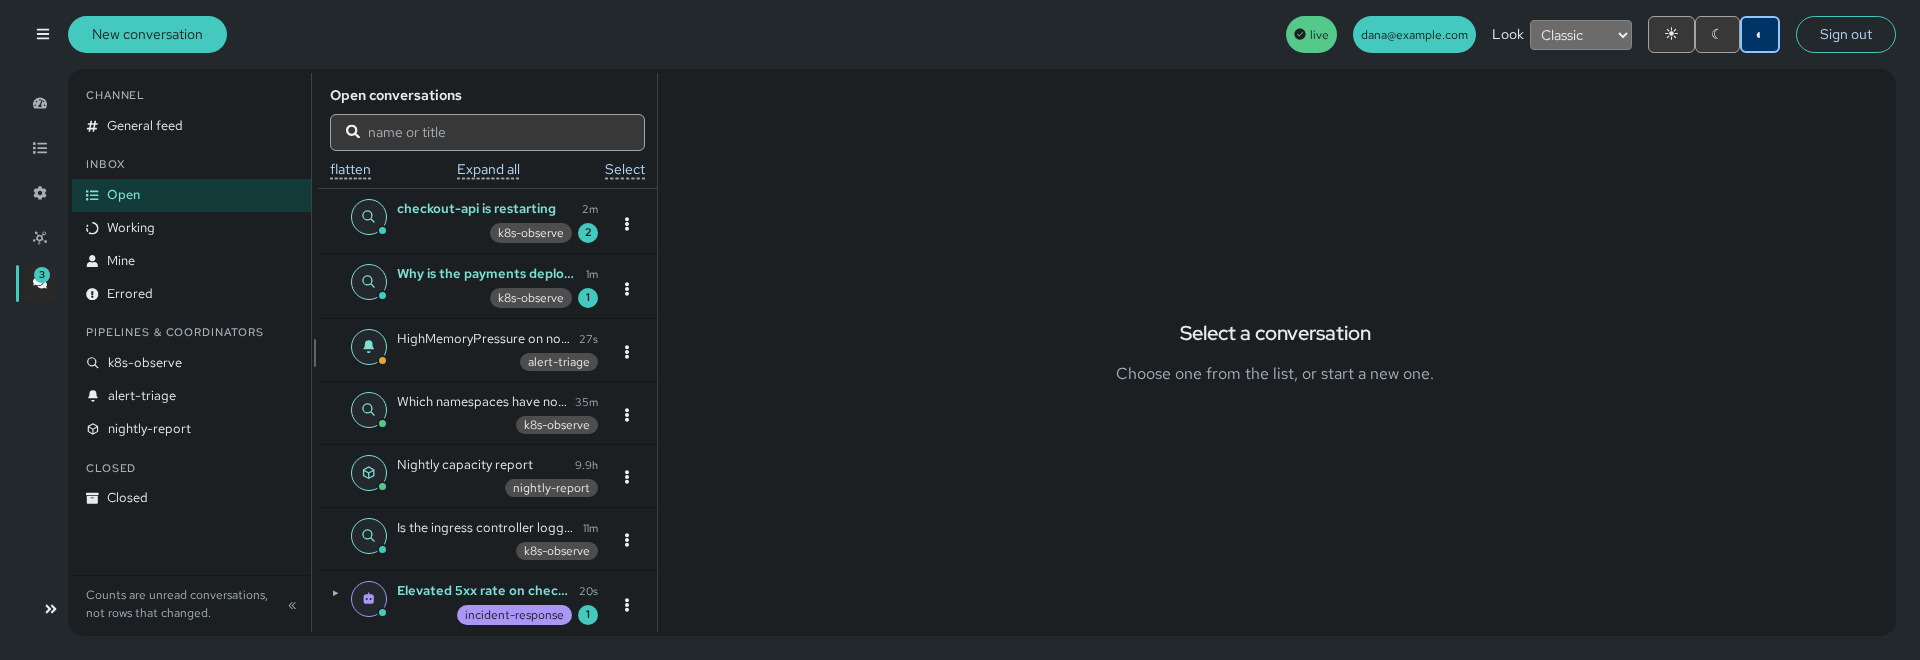 New conversation
live
dana@example.com
Look
Classic
Sign out
3
CHANNEL
General feed
INBOX
Open
Working
Mine
Errored
PIPELINES & COORDINATORS
k8s-observe
alert-triage
nightly-report
CLOSED
Closed
Counts are unread conversations,
not rows that changed.
Open conversations
name or title
flatten Expand all Select
checkout-api is restarting 2m
k8s-observe 2
Why is the payments deplo... 1m
k8s-observe 1
HighMemoryPressure on no... 27s
alert-triage
Which namespaces have no... 35m
k8s-observe
Nightly capacity report 9.9h
nightly-report
Is the ingress controller logg... 11m
k8s-observe
Elevated 5xx rate on chec... 20s
incident-response 1
Select a conversation
Choose one from the list, or start a new one.